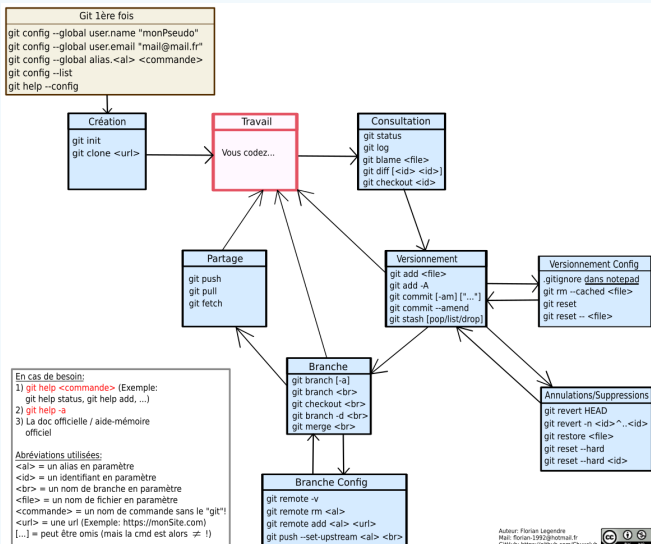 Git 1ère fois
git config --global user.name "monPseudo"
git config --global user.email "mail@mail.fr"
git config --global alias.<al> <commande>
git config --list
git help --config
Création
git init
git clone <url>
Travail
Vous codez...
Consultation
git status
git log
git blame <file>
git diff [<id> <id>]
git checkout <id>
Partage
git push
git pull
git fetch
Versionnement
git add <file>
git add -A
git commit [-am] ["..."]
git commit --amend
git stash [pop/list/drop]
Versionnement Config
.gitignore dans notepad
git rm --cached <file>
git reset
git reset -- <file>
Branche
git branch [-a]
git branch <br>
git checkout <br>
git branch -d <br>
git merge <br>
Annulations/Suppressions
git revert HEAD
git revert -n <id>^..<id>
git restore <file>
git reset --hard
git reset --hard <id>
Branche Config
git remote -v
git remote rm <al>
git remote add <al> <url>
git push --set-upstream <al> <br>
En cas de besoin:
1) git help <commande> (Exemple:
git help status, git help add, ...)
2) git help -a
3) La doc officielle / aide-mémoire
officiel
Abréviations utilisées:
<al> = un alias en paramètre
<id> = un identifiant en paramètre
<br> = un nom de branche en paramètre
<file> = un nom de fichier en paramètre
<commande> = un nom de commande sans le "git"!
<url> = une url (Exemple: https://monSite.com)
[...] = peut être omis (mais la cmd est alors ≠ !)
Auteur: Florian Legendre
Mail: florian-1992@hotmail.fr